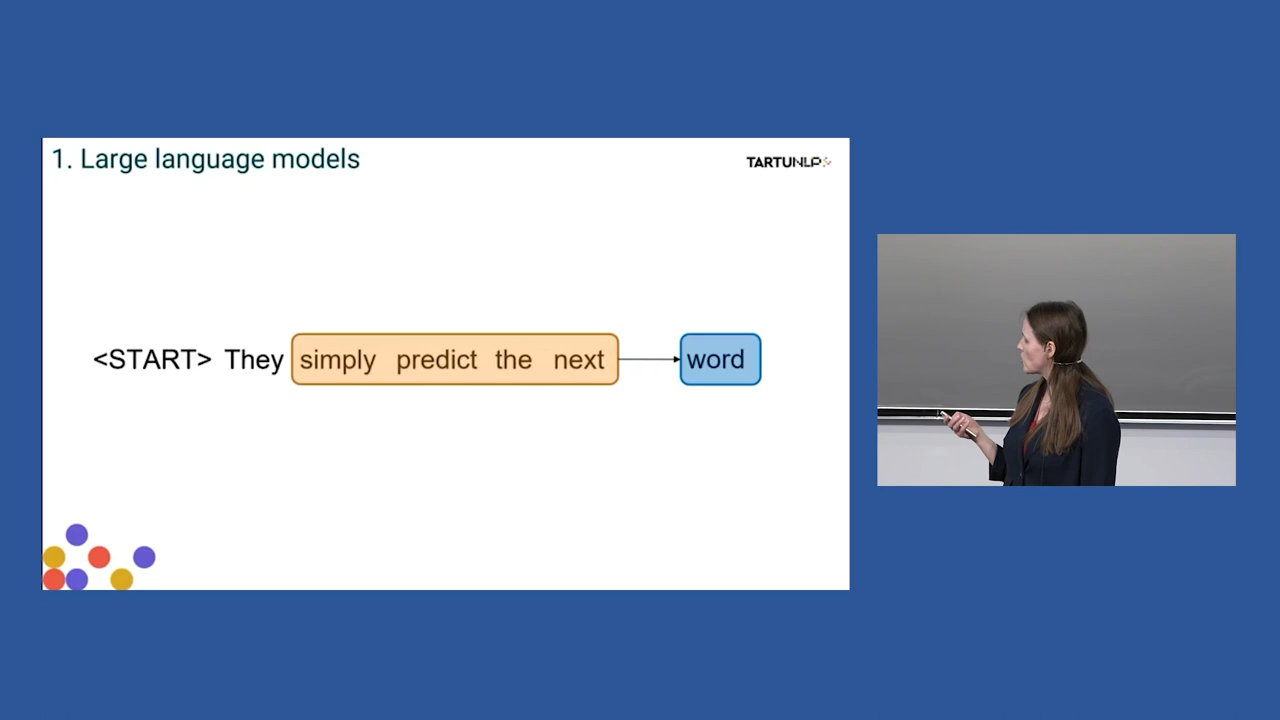 1. Large language models
TARTUNLP
<START> They simply predict the next word